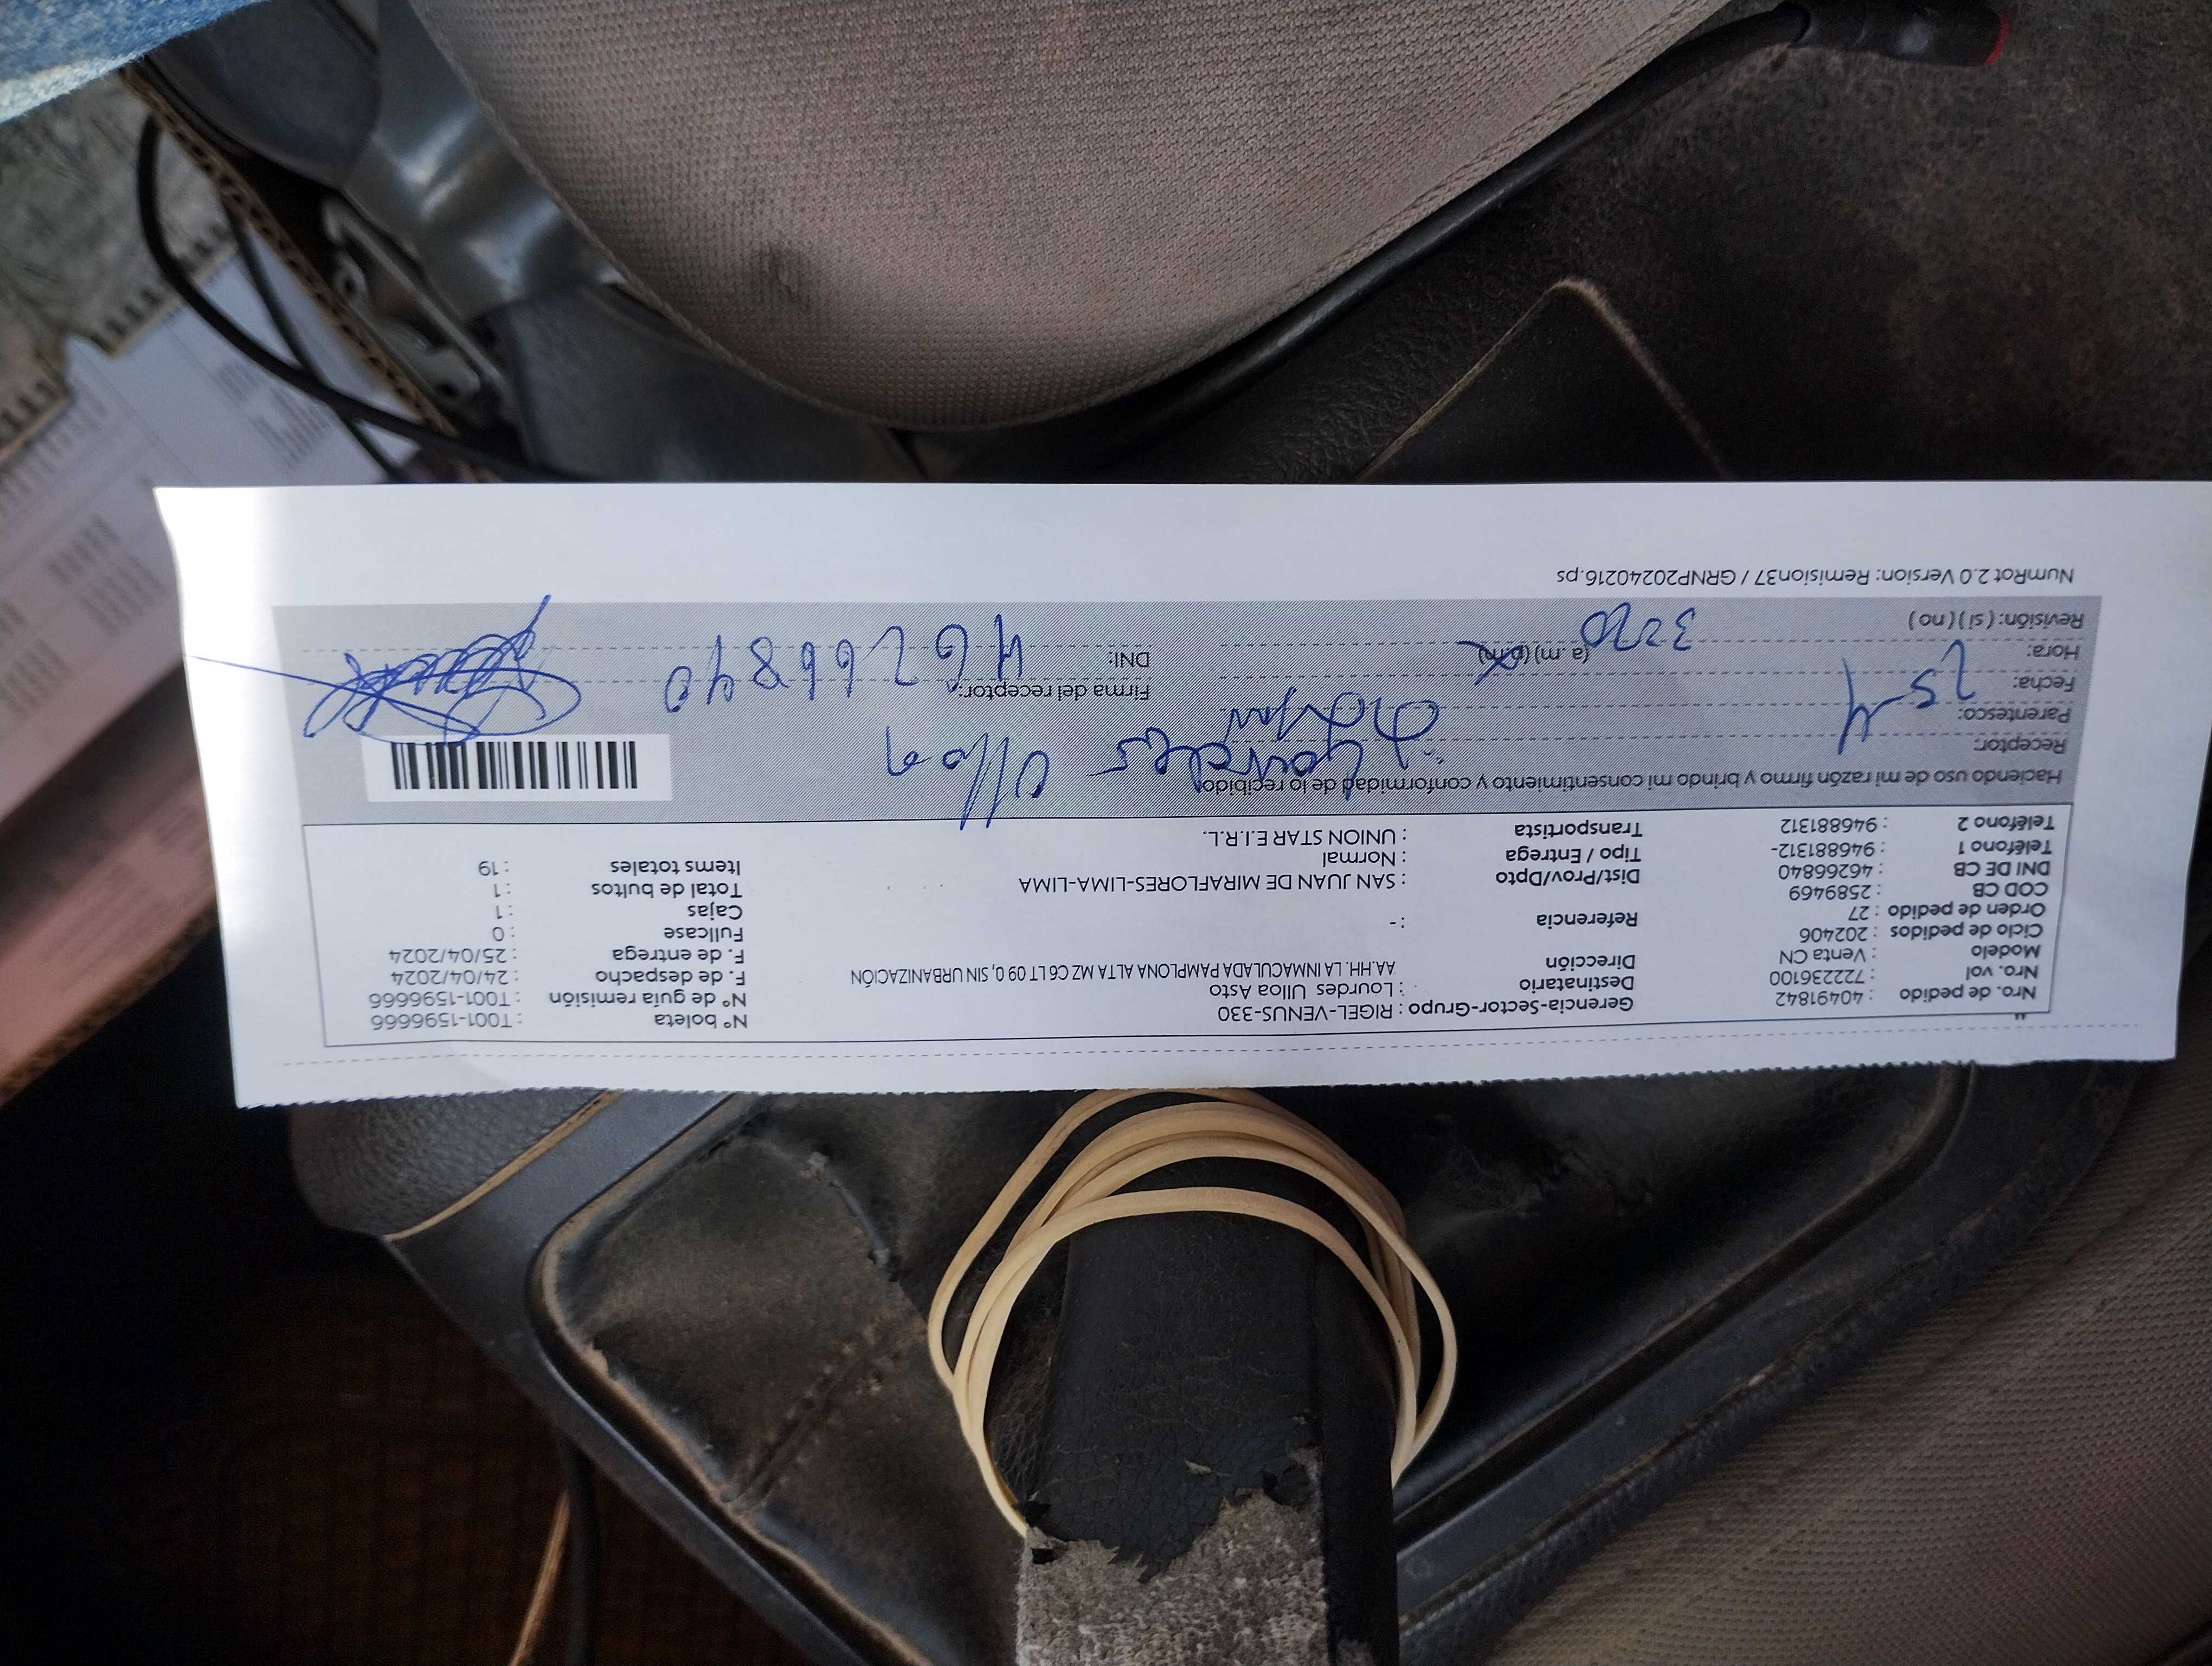 Nro. de pedido : 40491842 Gerencia-Sector-Grupo : RIGEL-VENUS-330 N° boleta : T001-1596666
Nro. vol : 722236100 Destinatario : Lourdes Ulloa Asto N° de guía remisión : T001-1596666
Modelo : Venta CN Dirección AA.HH. LA INMACULADA PAMPLONA ALTA MZ C6 LT 09 0, SIN URBANIZACIÓN F. de despacho : 24/04/2024
Ciclo de pedidos : 202406 F. de entrega : 25/04/2024
Orden de pedido : 27 Referencia : - Fullcase : 0
COD CB : 2589469 Cajas : 1
DNI DE CB : 46266840 Dist/Prov/Dpto : SAN JUAN DE MIRAFLORES-LIMA-LIMA Total de bultos : 1
Teléfono 1 : 946881312- Tipo / Entrega : Normal Items totales : 19
Teléfono 2 : 946881312 Transportista : UNION STAR E.I.R.L.
Haciendo uso de mi razón firmo y brindo mi consentimiento y conformidad de lo recibido.
Receptor: Lourdes Ulloa
Parentesco:
Fecha: 25-4 Firma del receptor:
Hora: (a.m) (p.m) DNI: 46266840
Revisión: ( si ) ( no )
NumRot 2.0 Version: Remision37 / GRNP20240216.ps